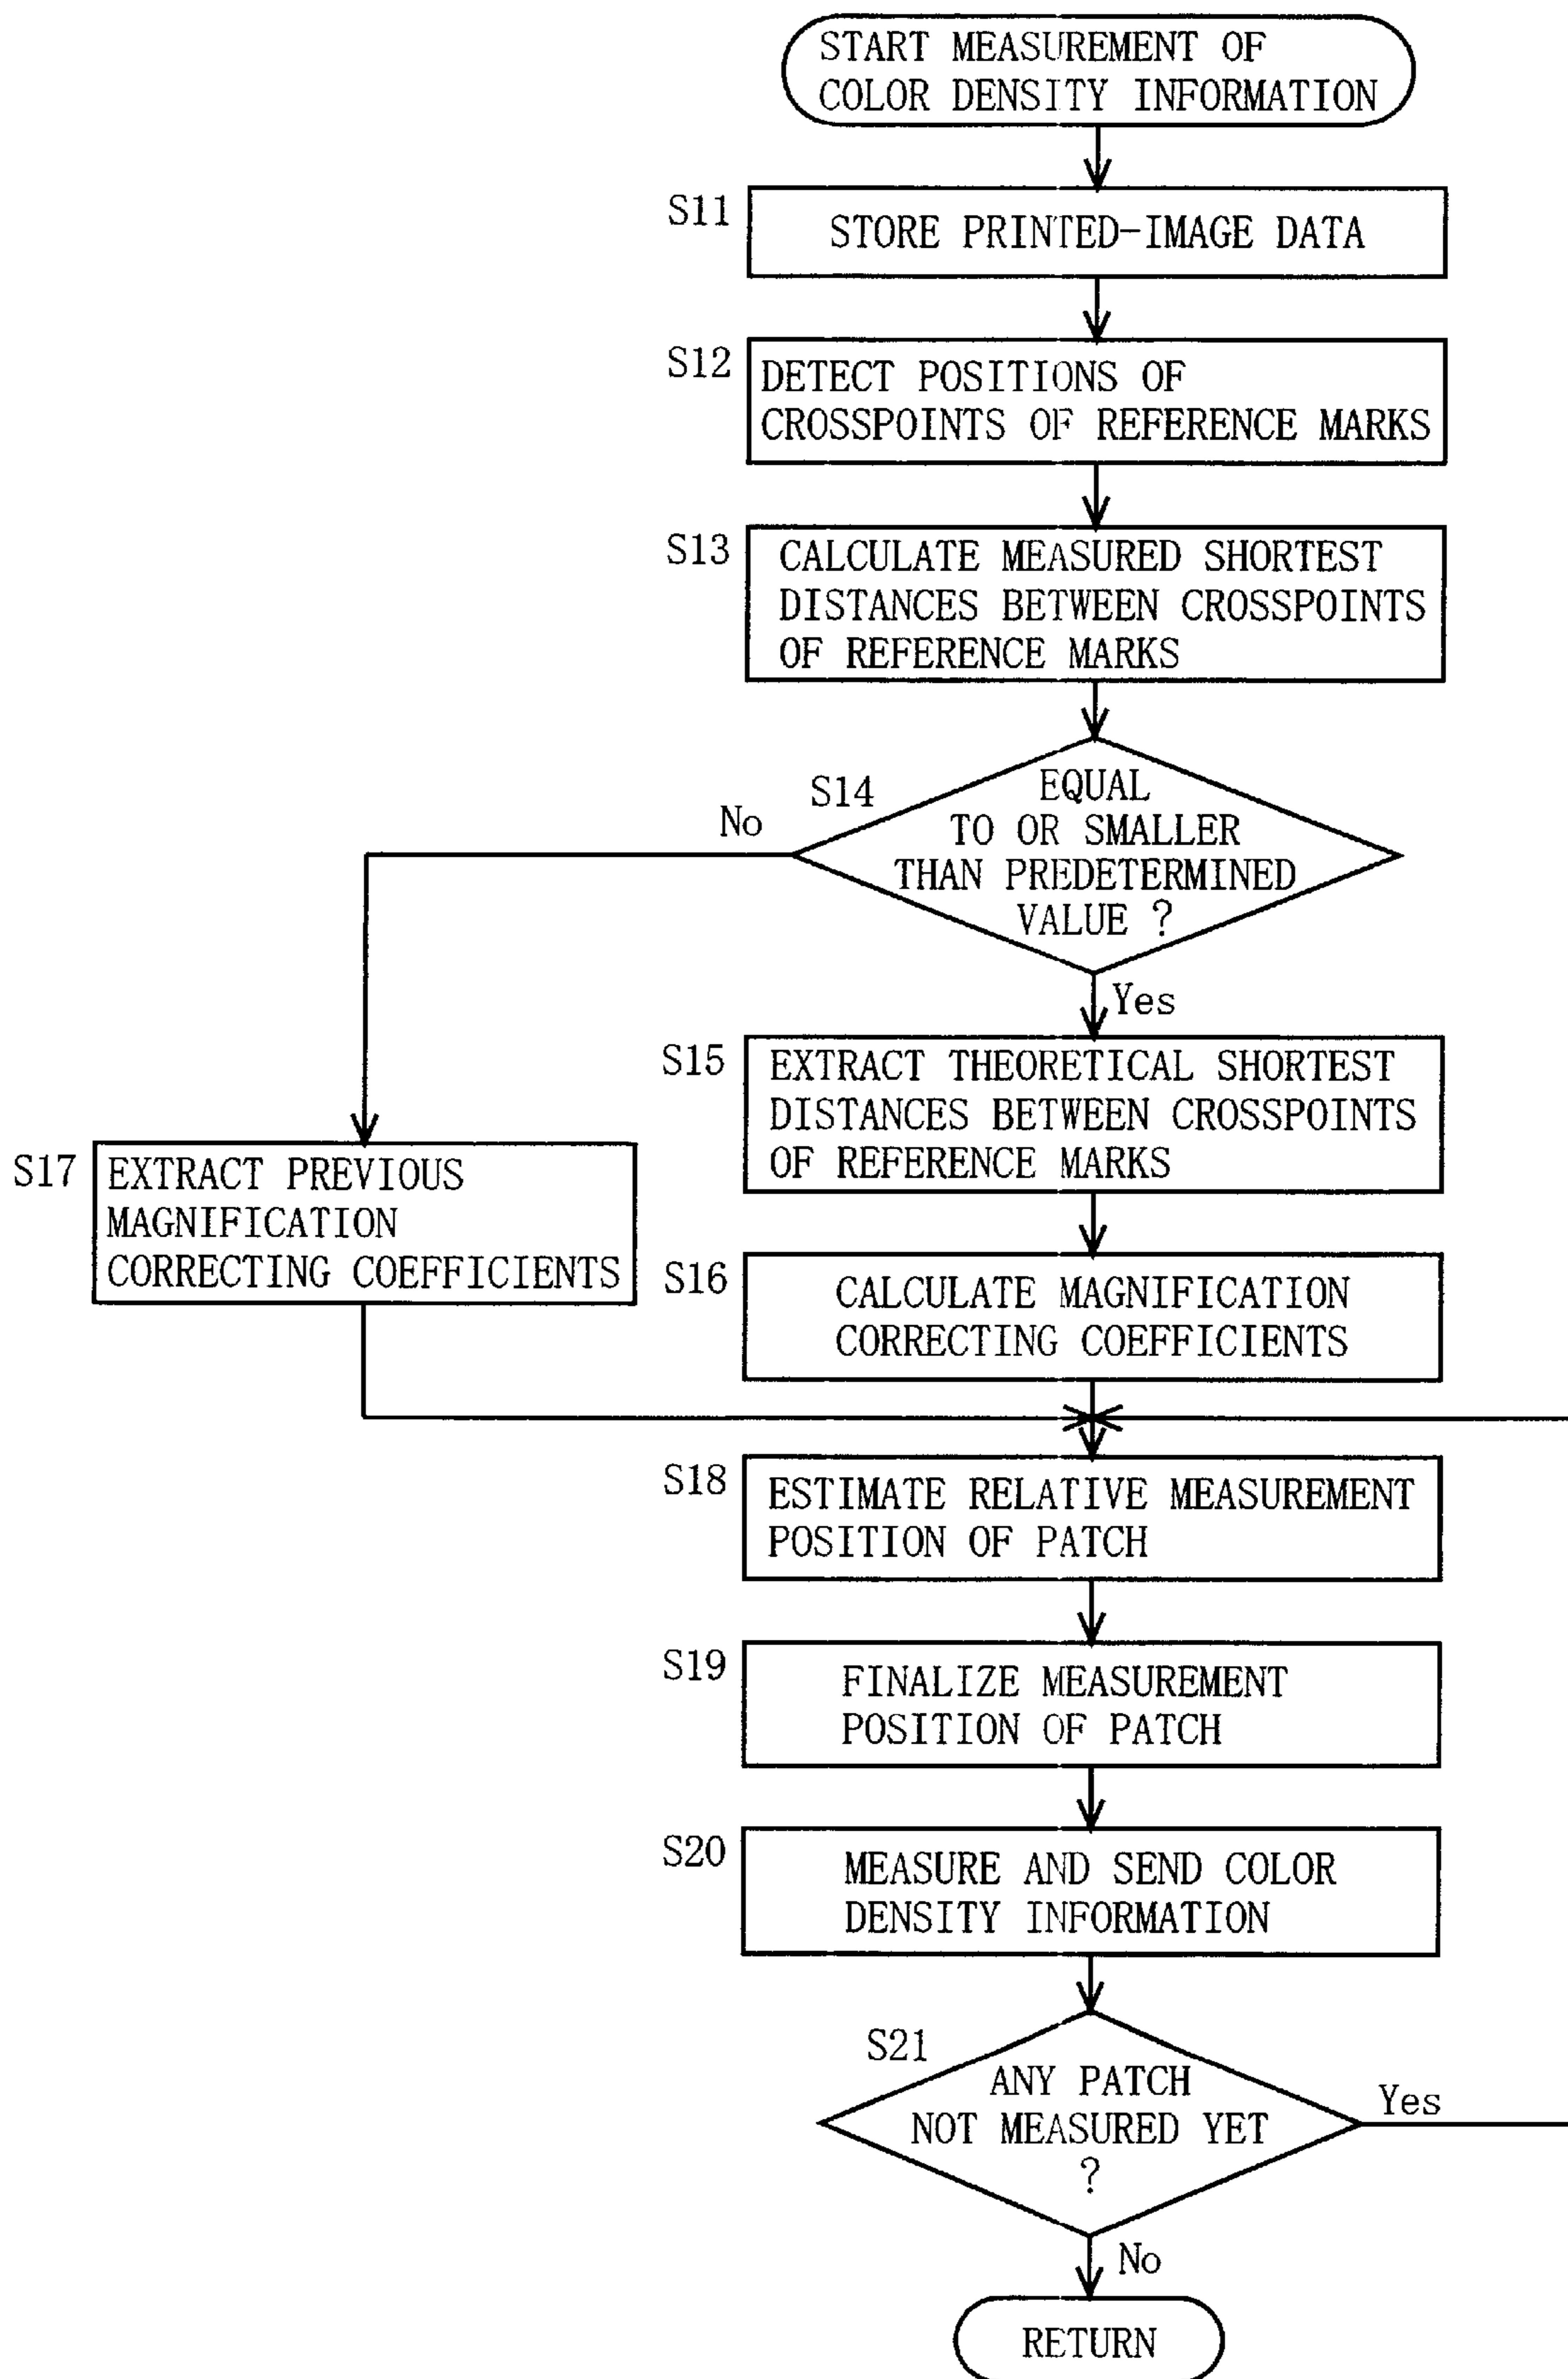 START MEASUREMENT OF
COLOR DENSITY INFORMATION
S11
STORE PRINTED-IMAGE DATA
S12
DETECT POSITIONS OF
CROSSPOINTS OF REFERENCE MARKS
S13
CALCULATE MEASURED SHORTEST
DISTANCES BETWEEN CROSSPOINTS
OF REFERENCE MARKS
S14
EQUAL
TO OR SMALLER
THAN PREDETERMINED
VALUE ?
No
Yes
S15
EXTRACT THEORETICAL SHORTEST
DISTANCES BETWEEN CROSSPOINTS
OF REFERENCE MARKS
S17
EXTRACT PREVIOUS
MAGNIFICATION
CORRECTING COEFFICIENTS
S16
CALCULATE MAGNIFICATION
CORRECTING COEFFICIENTS
S18
ESTIMATE RELATIVE MEASUREMENT
POSITION OF PATCH
S19
FINALIZE MEASUREMENT
POSITION OF PATCH
S20
MEASURE AND SEND COLOR
DENSITY INFORMATION
S21
ANY PATCH
NOT MEASURED YET
?
Yes
No
RETURN